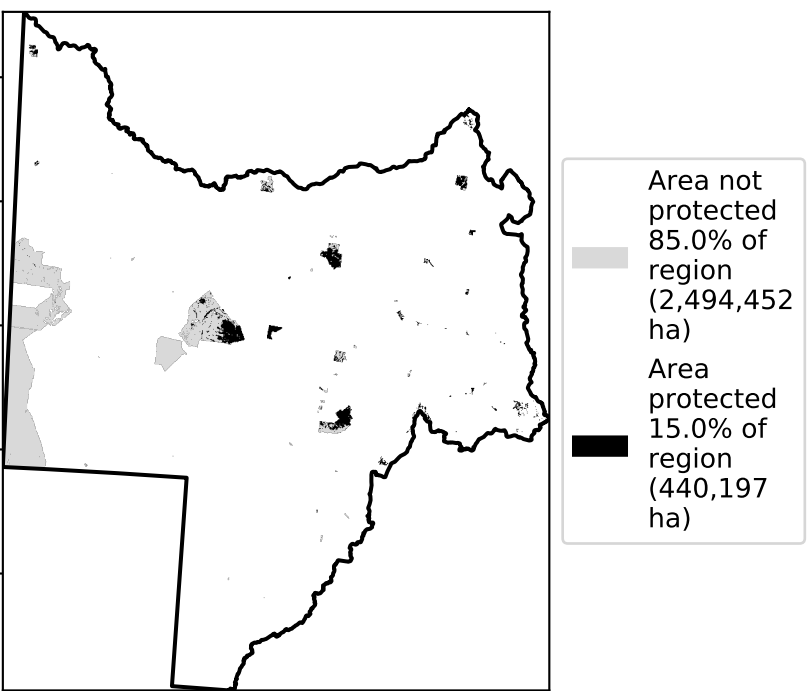 Area not
protected
85.0% of
region
(2,494,452
ha)
Area
protected
15.0% of
region
(440,197
ha)